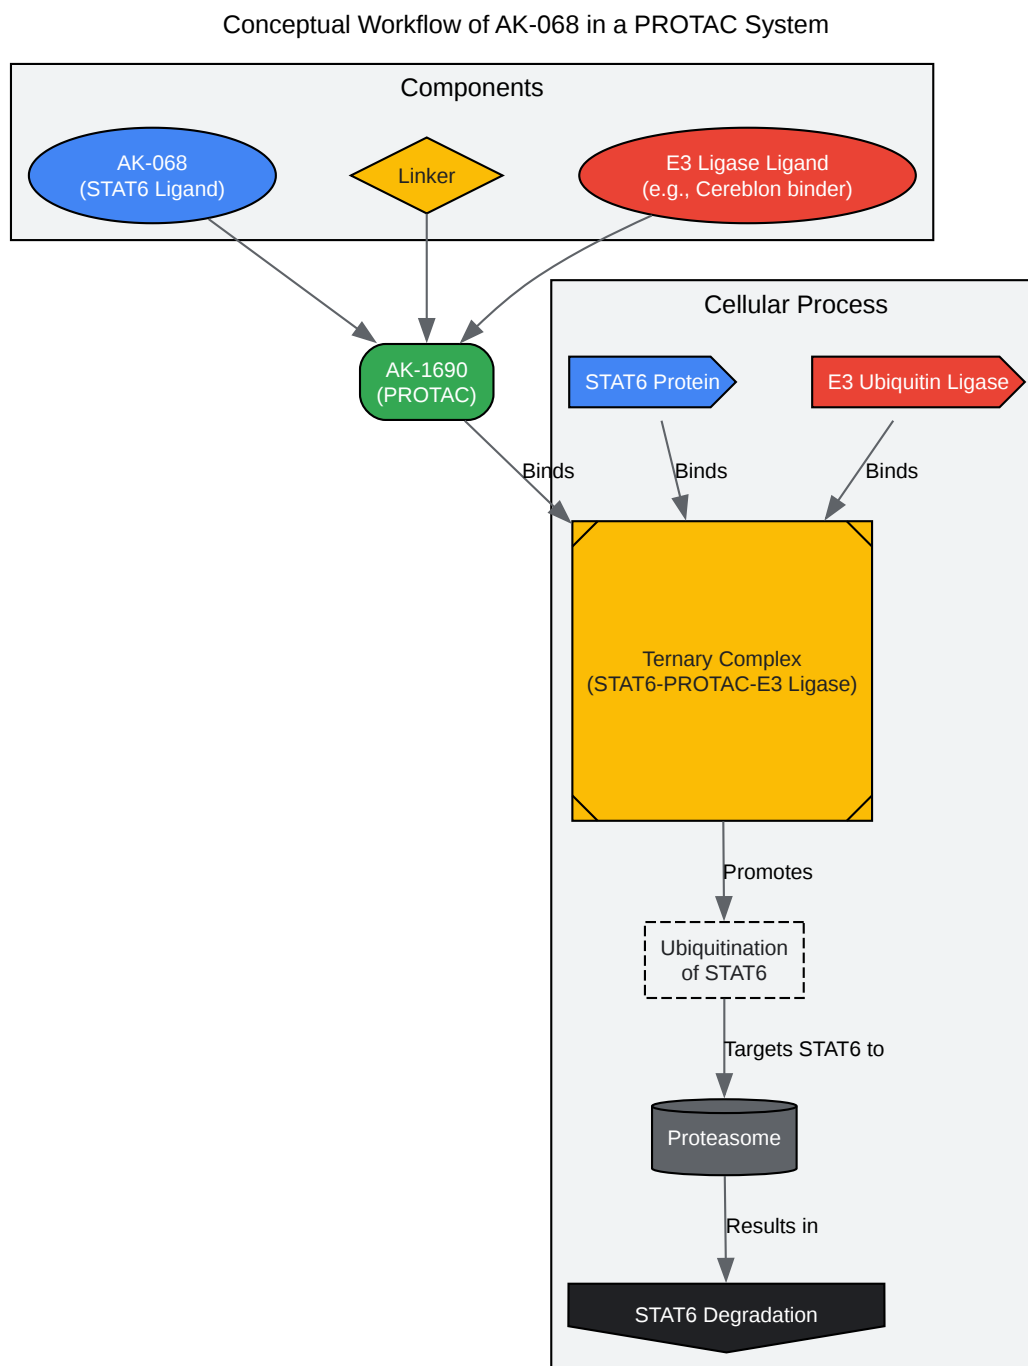 Conceptual Workflow of AK-068 in a PROTAC System
Components
AK-068
(STAT6 Ligand)
Linker
E3 Ligase Ligand
(e.g., Cereblon binder)
AK-1690
(PROTAC)
Cellular Process
STAT6 Protein
E3 Ubiquitin Ligase
Binds
Binds
Binds
Ternary Complex
(STAT6-PROTAC-E3 Ligase)
Promotes
Ubiquitination
of STAT6
Targets STAT6 to
Proteasome
Results in
STAT6 Degradation